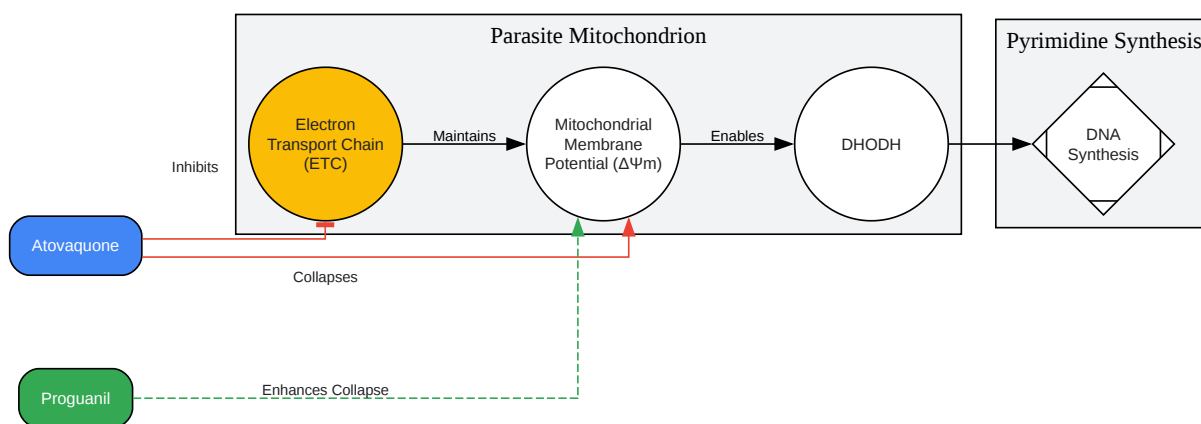 Parasite Mitochondrion
Pyrimidine Synthesis
Electron
Transport Chain
(ETC)
Maintains
Mitochondrial
Membrane
Potential (ΔΨm)
Enables
DHODH
DNA
Synthesis
Inhibits
Atovaquone
Collapses
Enhances Collapse
Proguanil